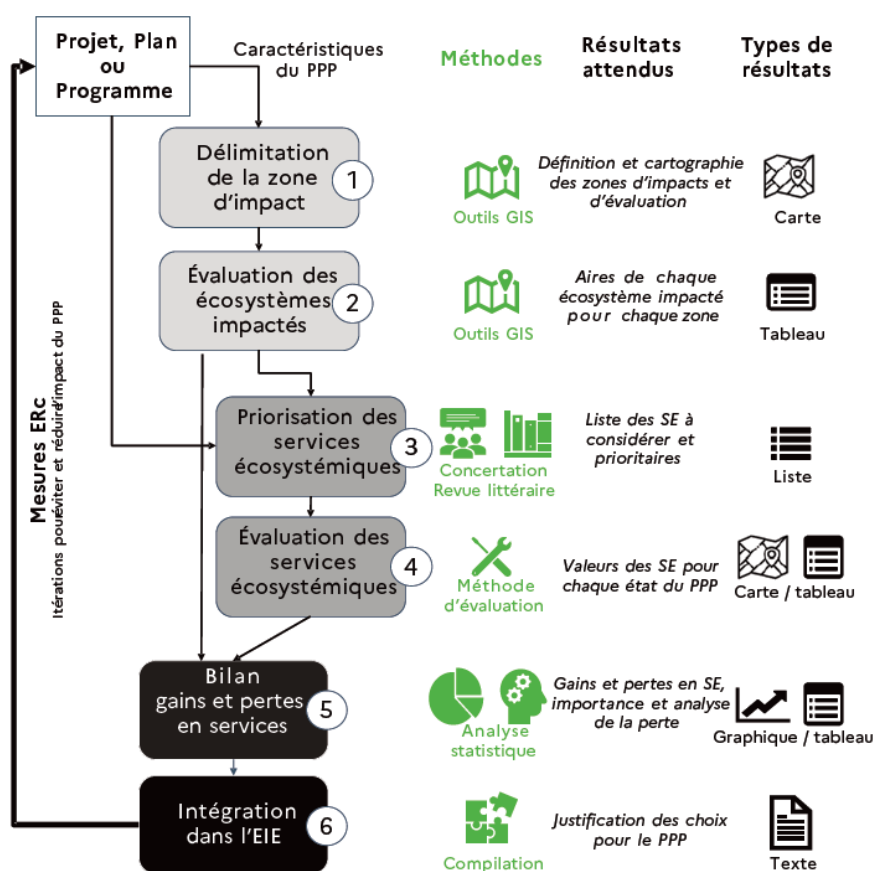 Projet, Plan
ou
Programme
Caractéristiques
du PPP
Méthodes
Résultats
attendus
Types de
résultats
Délimitation
de la zone
d'impact
1
Outils GIS
Définition et cartographie
des zones d'impacts et
d'évaluation
Carte
Évaluation des
écosystèmes
impactés
2
Outils GIS
Aires de chaque
écosystème impacté
pour chaque zone
Tableau
Priorisation des
services
écosystémiques
3
Concertation
Revue littéraire
Liste des SE à
considérer et
prioritaires
Liste
Évaluation des
services
écosystémiques
4
Méthode
d'évaluation
Valeurs des SE pour
chaque état du PPP
Carte / tableau
Bilan
gains et pertes
en services
5
Analyse
statistique
Gains et pertes en SE,
importance et analyse
de la perte
Graphique / tableau
Intégration
dans l'EIE
6
Compilation
Justification des choix
pour le PPP
Texte
Mesures ERc
Itérations pouréviter et réduire l'impact du PPP